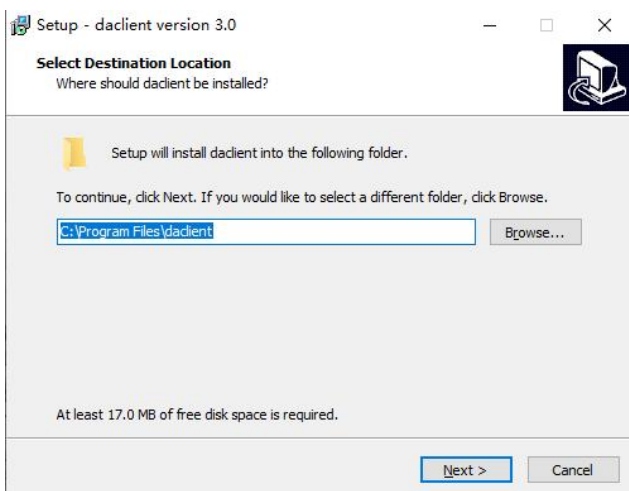 Setup - daclient version 3.0
Select Destination Location
Where should daclient be installed?
Setup will install daclient into the following folder.
To continue, click Next. If you would like to select a different folder, click Browse.
C:\Program Files\daclient
Browse...
At least 17.0 MB of free disk space is required.
Next >
Cancel